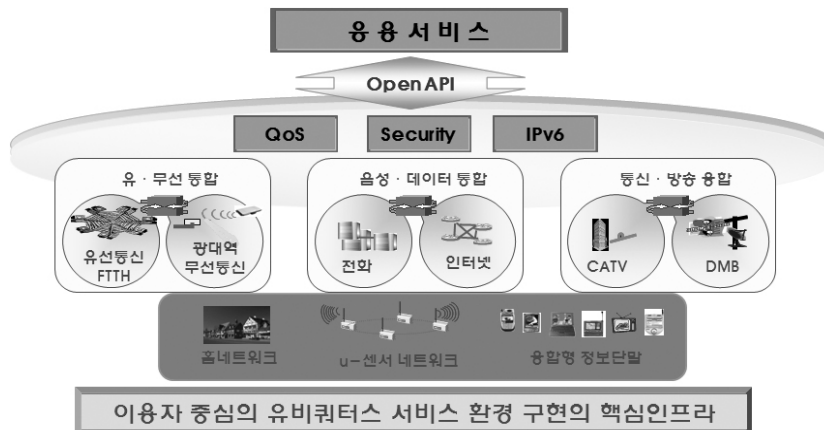 응용서비스
OpenAPI
QoS Security IPv6
유·무선 통합 음성·데이터 통합 통신·방송 융합
유선통신
FTTH
광대역
무선통신
전화
인터넷
CATV
DMB
홈네트워크 u-센서 네트워크 융합형 정보단말
이용자 중심의 유비쿼터스 서비스 환경 구현의 핵심인프라